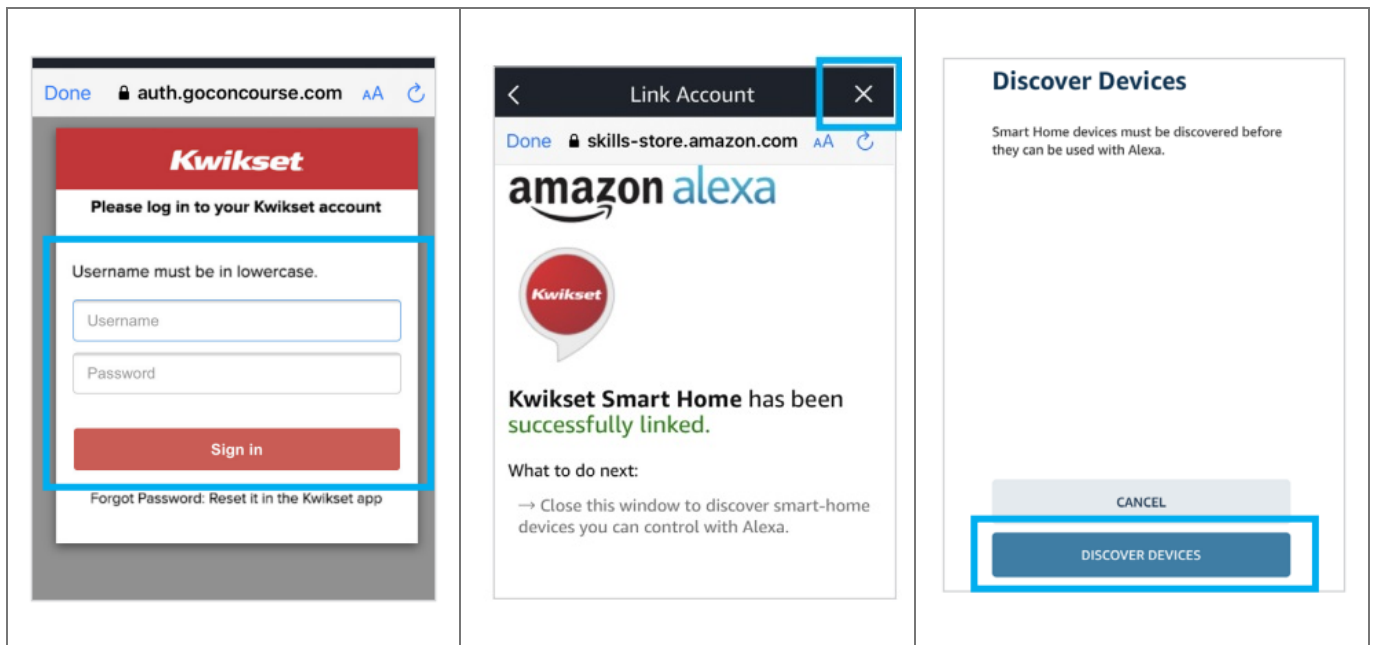 Done auth.goconcourse.com AA
Kwikset
Please log in to your Kwikset account
Username must be in lowercase.
Username
Password
Sign in
Forgot Password: Reset it in the Kwikset app
Link Account
Done skills-store.amazon.com AA
amazon alexa
Kwikset
Kwikset Smart Home has been
successfully linked.
What to do next:
→ Close this window to discover smart-home
devices you can control with Alexa.
Discover Devices
Smart Home devices must be discovered before
they can be used with Alexa.
CANCEL
DISCOVER DEVICES